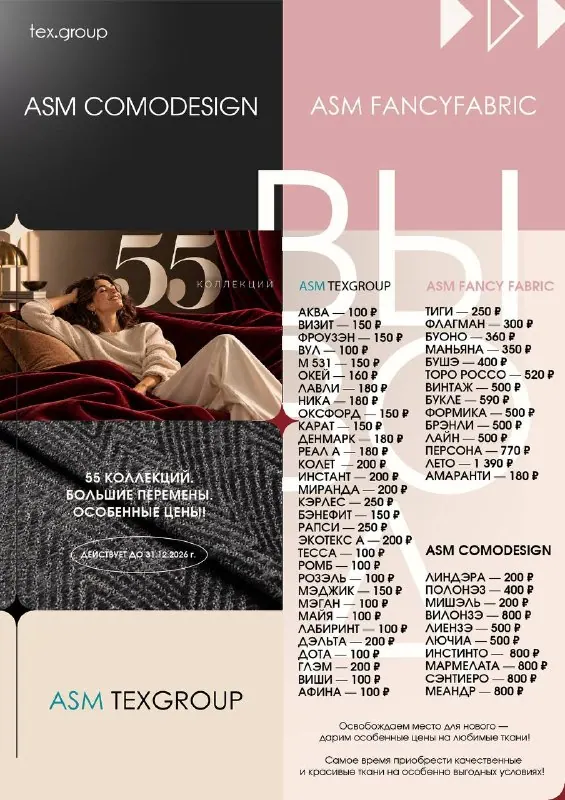 tex.group
ASM COMODESIGN
ASM FANCYFABRIC
ВЫ
55
КОЛЛЕКЦИЙ
55 КОЛЛЕКЦИЙ.
БОЛЬШИЕ ПЕРЕМЕНЫ.
ОСОБЕННЫЕ ЦЕНЫ!
ДЕЙСТВУЕТ ДО 31.12.2026 г.
ASM TEXGROUP
ASM TEXGROUP
АКВА — 100 ₽
ВИЗИТ — 150 ₽
ФРОУЗЭН — 150 ₽
ВУЛ — 100 ₽
М 531 — 150 ₽
ОКЕЙ — 160 ₽
ЛАВЛИ — 180 ₽
НИКА — 180 ₽
ОКСФОРД — 150 ₽
КАРАТ — 150 ₽
ДЕНМАРК — 180 ₽
РЕАЛ А — 180 ₽
КОЛЕТ — 200 ₽
ИНСТАНТ — 200 ₽
МИРАНДА — 200 ₽
КЭРЛЕС — 250 ₽
БЭНЕФИТ — 150 ₽
РАПСИ — 250 ₽
ЭКОТЕКС А — 200 ₽
ТЕССА — 100 ₽
РОМБ — 100 ₽
РОЗЭЛЬ — 100 ₽
МЭДЖИК — 150 ₽
МЭГАН — 100 ₽
МАЙЯ — 100 ₽
ЛАБИРИНТ — 100 ₽
ДЭЛЬТА — 200 ₽
ДОТА — 100 ₽
ГЛЭМ — 200 ₽
ВИШИ — 100 ₽
АФИНА — 100 ₽
ASM FANCY FABRIC
ТИГИ — 250 ₽
ФЛАГМАН — 300 ₽
БУОНО — 360 ₽
МАНЬЯНА — 350 ₽
БУШЭ — 400 ₽
ТОРО РОССО — 520 ₽
ВИНТАЖ — 500 ₽
БУКЛЕ — 590 ₽
ФОРМИКА — 500 ₽
БРЭНЛИ — 500 ₽
ЛАЙН — 500 ₽
ПЕРСОНА — 770 ₽
ЛЕТО — 1 390 ₽
АМАРАНТИ — 180 ₽
ASM COMODESIGN
ЛИНДЭРА — 200 ₽
ПОЛОНЭЗ — 400 ₽
МИШЭЛЬ — 200 ₽
ВИЛОНЗЭ — 800 ₽
ЛИЕНЗЭ — 500 ₽
ЛЮЧИА — 500 ₽
ИНСТИНТО — 800 ₽
МАРМЕЛАТА — 800 ₽
СЭНТИЕРО — 800 ₽
МЕАНДР — 800 ₽
Освобождаем место для нового —
дарим особенные цены на любимые ткани!
Самое время приобрести качественные
и красивые ткани на особенно выгодных условиях!